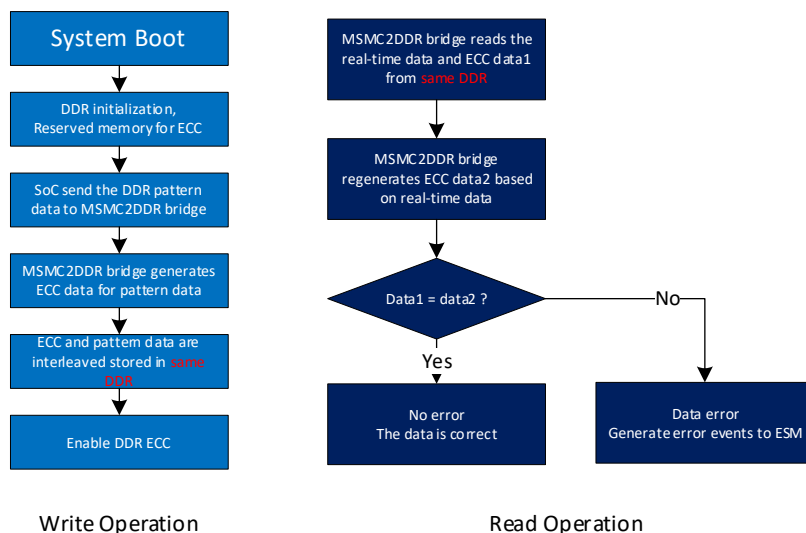 System Boot
DDR initialization,
Reserved memory for ECC
SoC send the DDR pattern
data to MSMC2DDR bridge
MSMC2DDR bridge generates
ECC data for pattern data
ECC and pattern data are
interleaved stored in same
DDR
Enable DDR ECC
Write Operation
MSMC2DDR bridge reads the
real-time data and ECC data1
from same DDR
MSMC2DDR bridge
regenerates ECC data2 based
on real-time data
Data1 = data2 ?
No
Yes
No error
The data is correct
Data error
Generate error events to ESM
Read Operation